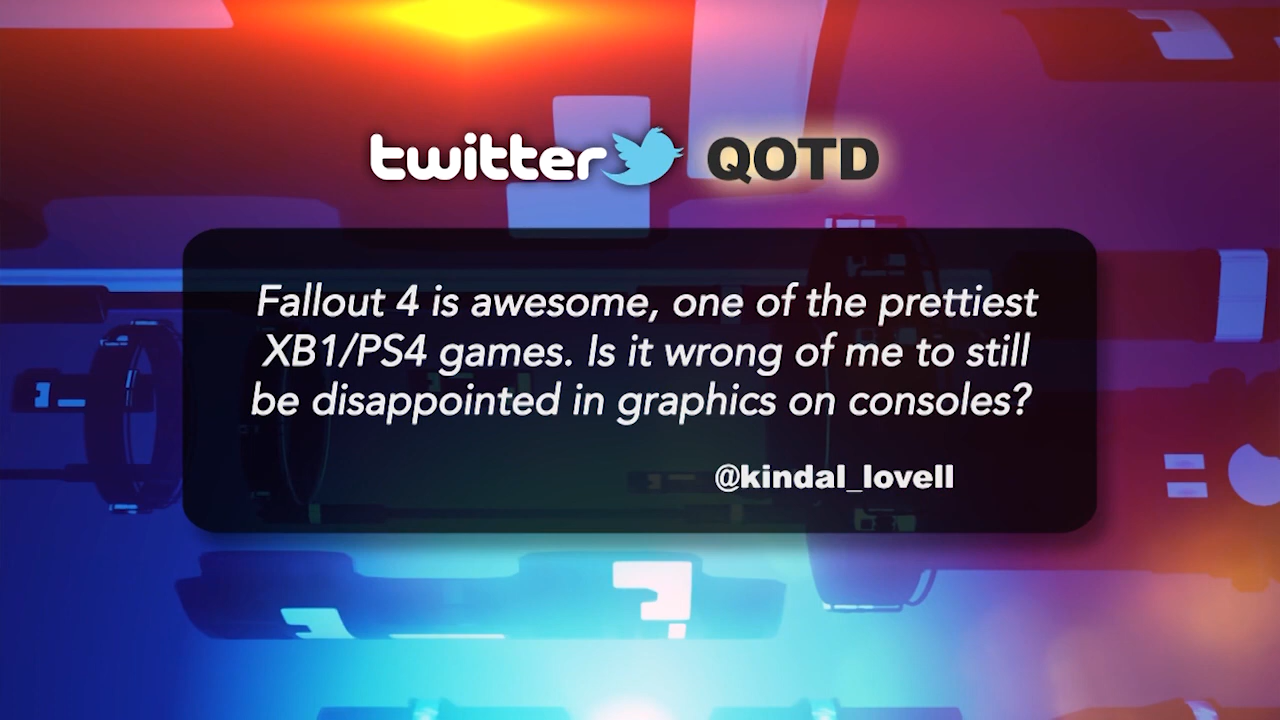 twitter QOTD
Fallout 4 is awesome, one of the prettiest
XB1/PS4 games. Is it wrong of me to still
be disappointed in graphics on consoles?
@kindal_lovell